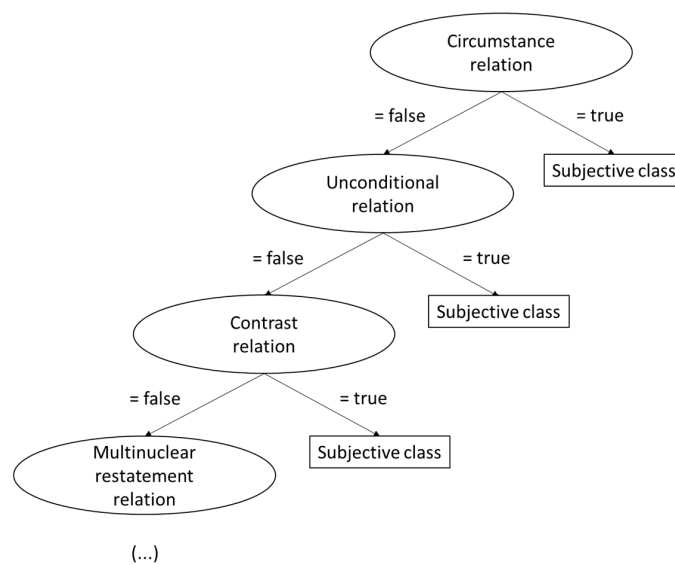 Circumstance
relation
= false
= true
Subjective class
Unconditional
relation
= false
= true
Subjective class
Contrast
relation
= false
= true
Subjective class
Multinuclear
restatement
relation
(...)